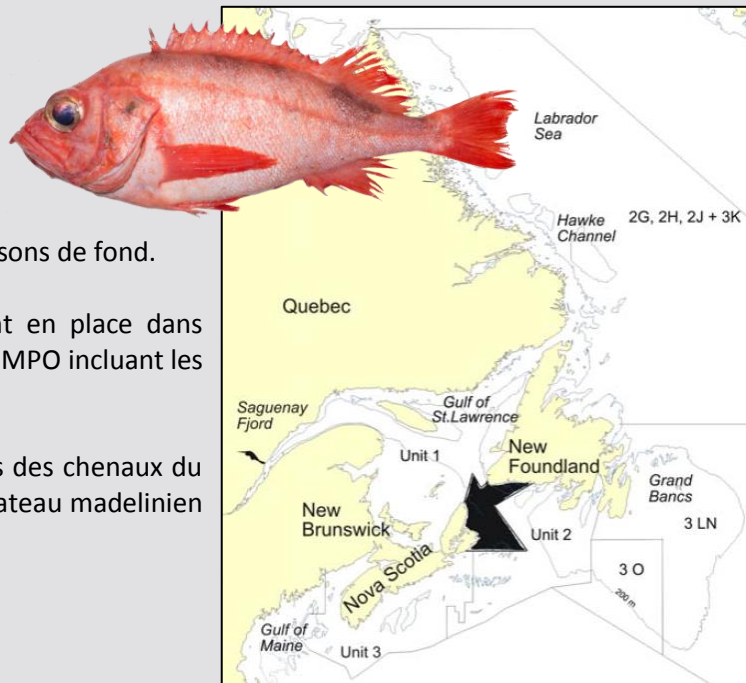 sons de fond.
t en place dans
MPO incluant les
s des chenaux du
ateau madelinien
Labrador
Sea
Hawke
Channel
2G, 2H, 2J + 3K
Quebec
Saguenay
Fjord
Gulf of
St.Lawrence
Unit 1
New
Foundland
New
Brunswick
Grand
Bancs
3 LN
Unit 2
Nova Scotia
3 O
200 m
Gulf of
Maine
Unit 3